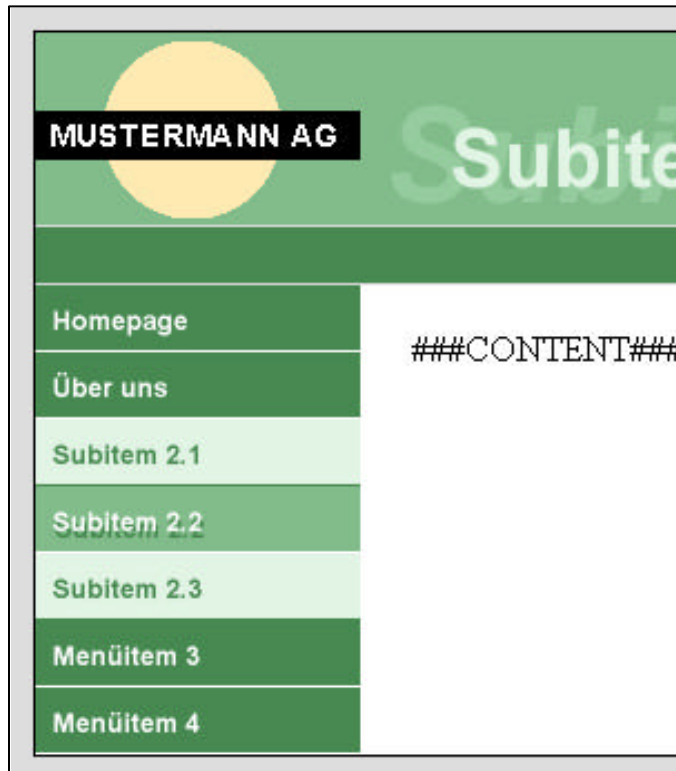 MUSTERMANN AG
Subite
Homepage
###CONTENT###
Über uns
Subitem 2.1
Subitem 2.2
Subitem 2.3
Menüitem 3
Menüitem 4